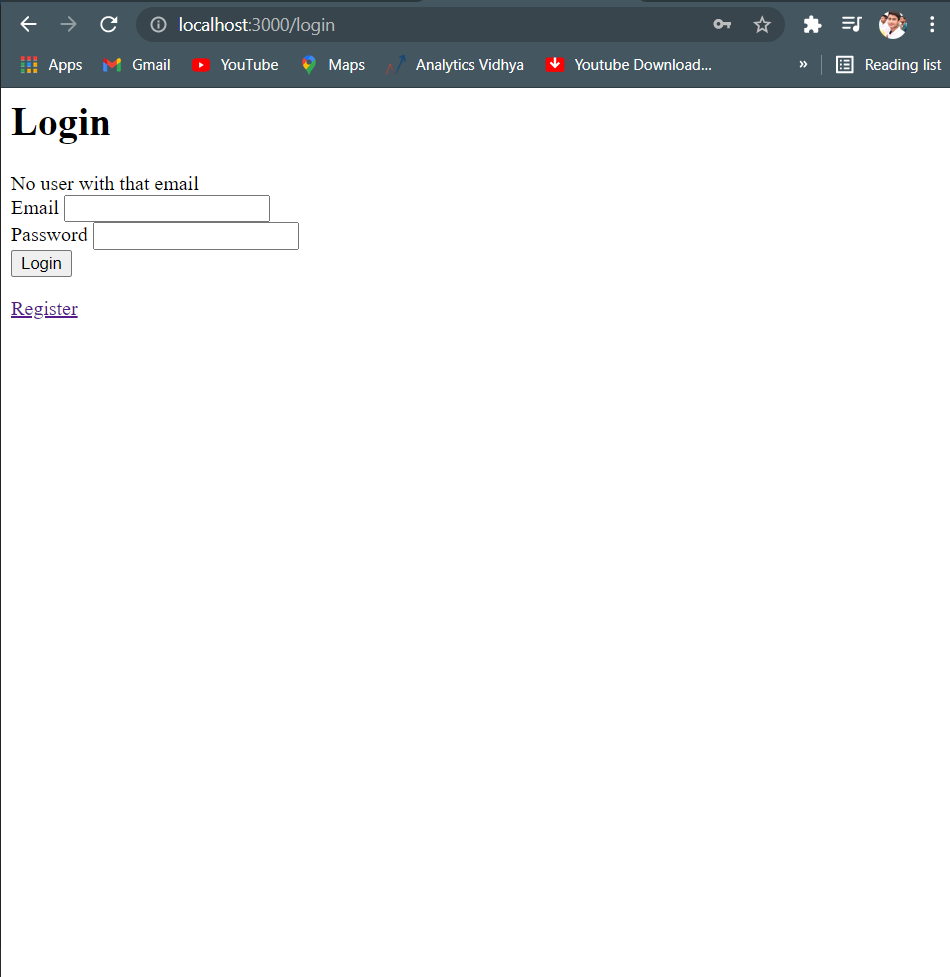 localhost:3000/login
Apps Gmail YouTube Maps Analytics Vidhya Youtube Download... » Reading list
Login
No user with that email
Email
Password
Login
Register